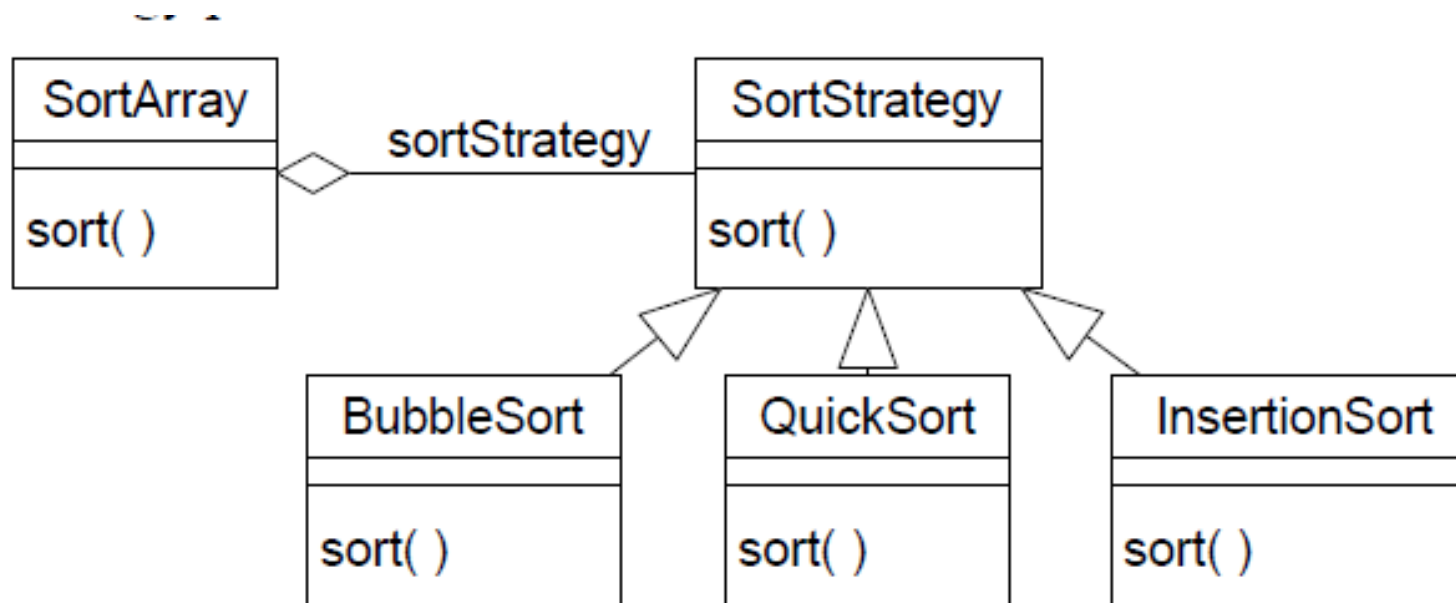 SortArray
sort( )
sortStrategy
SortStrategy
sort( )
BubbleSort
sort( )
QuickSort
sort( )
InsertionSort
sort( )